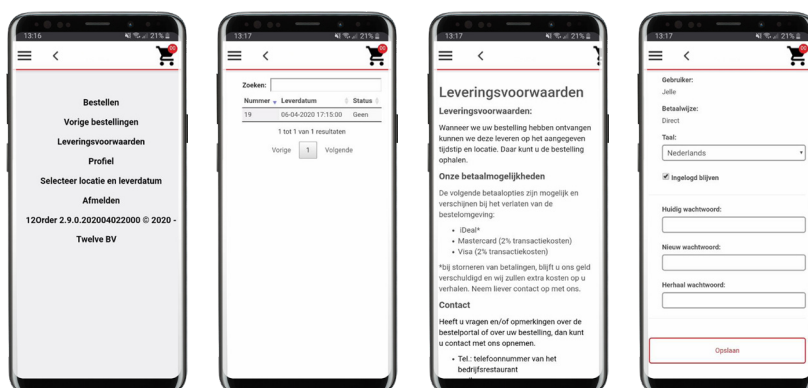 13:16
21%
00
Bestellen
Vorige bestellingen
Leveringsvoorwaarden
Profiel
Selecteer locatie en leverdatum
Afmelden
12Order 2.9.0.202004022000 © 2020 -
Twelve BV
13:17
21%
00
Zoeken:
Nummer Leverdatum Status
19 06-04-2020 17:15:00 Geen
1 tot 1 van 1 resultaten
Vorige 1 Volgende
13:17
21%
Leveringsvoorwaarden
Leveringsvoorwaarden:
Wanneer we uw bestelling hebben ontvangen
kunnen we deze leveren op het aangegeven
tijdstip en locatie. Daar kunt u de bestelling
ophalen.
Onze betaalmogelijkheden
De volgende betaalopties zijn mogelijk en
verschijnen bij het verlaten van de
bestelomgeving:
• iDeal*
• Mastercard (2% transactiekosten)
• Visa (2% transactiekosten)
*bij storneren van betalingen, blijft u ons geld
verschuldigd en wij zullen extra kosten op u
verhalen. Neem liever contact op met ons.
Contact
Heeft u vragen en/of opmerkingen over de
bestelportal of over uw bestelling, dan kunt
u contact met ons opnemen.
• Tel.: telefoonnummer van het
bedrijfsrestaurant
13:17
21%
00
Gebruiker:
Jelle
Betaalwijze:
Direct
Taal:
Nederlands
Ingelogd blijven
Huidig wachtwoord:
Nieuw wachtwoord:
Herhaal wachtwoord:
Opslaan